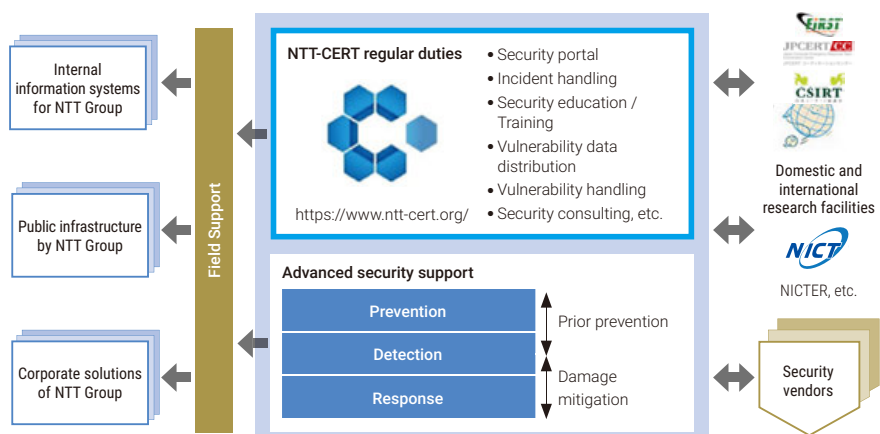 Internal
information systems
for NTT Group
Public infrastructure
by NTT Group
Corporate solutions
of NTT Group
Field Support
NTT-CERT regular duties
https://www.ntt-cert.org/
• Security portal
• Incident handling
• Security education /
Training
• Vulnerability data
distribution
• Vulnerability handling
• Security consulting, etc.
Advanced security support
Prevention
Detection
Response
Prior prevention
Damage
mitigation
FIRST
JPCERT CC
CSIRT
Domestic and
international
research facilities
NICT
NICTER, etc.
Security
vendors